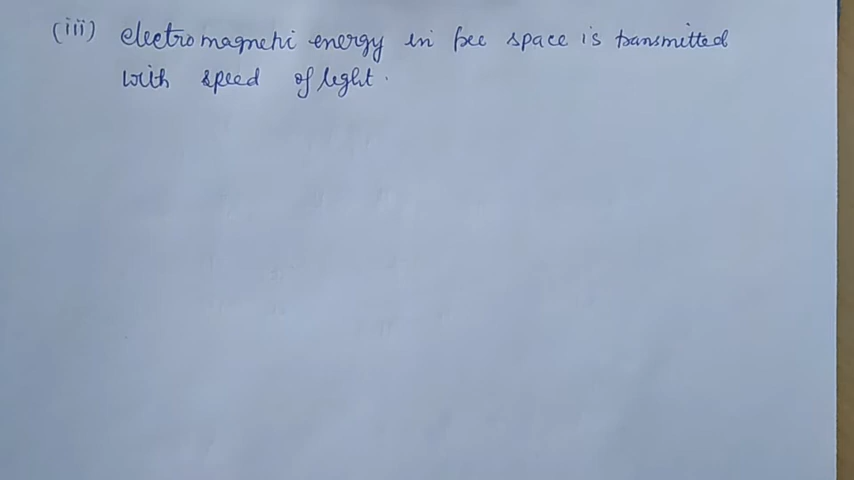 (iii) electromagnetic energy in free space is transmitted
with speed of light.